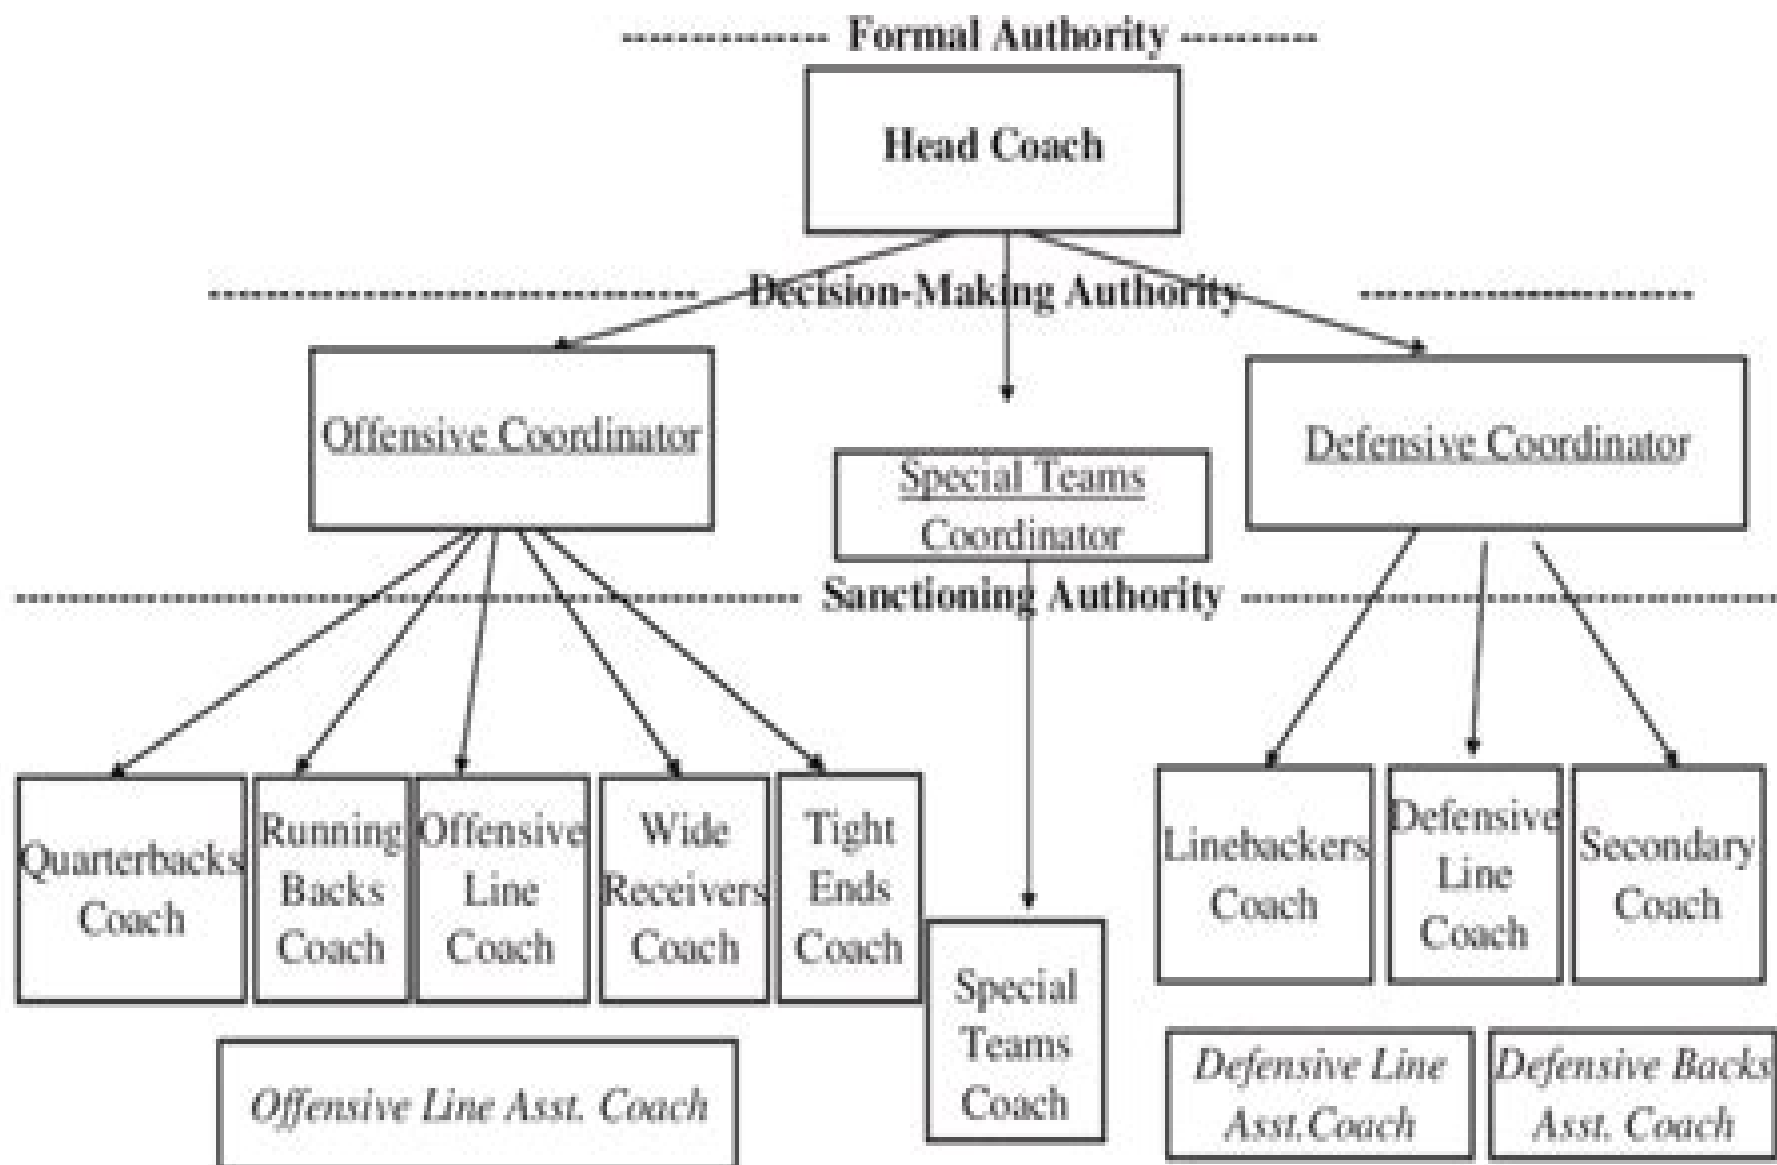 Formal Authority
Head Coach
Decision-Making Authority
Offensive Coordinator
Special Teams
Coordinator
Defensive Coordinator
Sanctioning Authority
Quarterbacks
Coach
Running
Backs
Coach
Offensive
Line
Coach
Wide
Receivers
Coach
Tight
Ends
Coach
Special
Teams
Coach
Linebackers
Coach
Defensive
Line
Coach
Secondary
Coach
Offensive Line Asst. Coach
Defensive Line
Asst.Coach
Defensive Backs
Asst. Coach